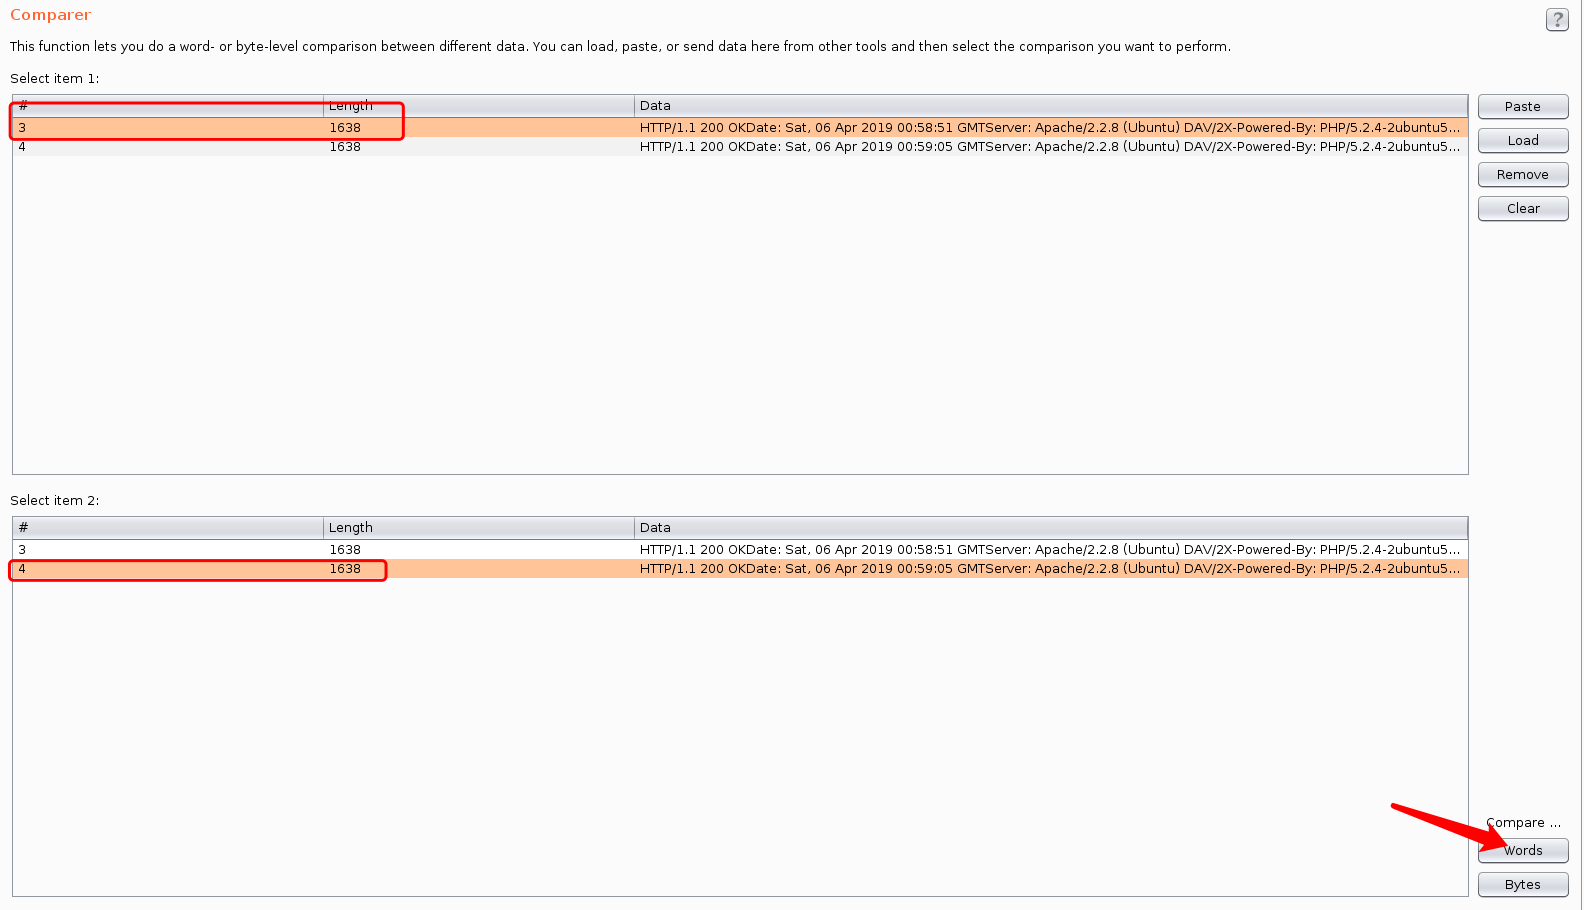 Comparer
?
This function lets you do a word- or byte-level comparison between different data. You can load, paste, or send data here from other tools and then select the comparison you want to perform.
Select item 1:
# Length Data
3 1638 HTTP/1.1 200 OKDate: Sat, 06 Apr 2019 00:58:51 GMTServer: Apache/2.2.8 (Ubuntu) DAV/2X-Powered-By: PHP/5.2.4-2ubuntu5...
4 1638 HTTP/1.1 200 OKDate: Sat, 06 Apr 2019 00:59:05 GMTServer: Apache/2.2.8 (Ubuntu) DAV/2X-Powered-By: PHP/5.2.4-2ubuntu5...
Paste
Load
Remove
Clear
Select item 2:
# Length Data
3 1638 HTTP/1.1 200 OKDate: Sat, 06 Apr 2019 00:58:51 GMTServer: Apache/2.2.8 (Ubuntu) DAV/2X-Powered-By: PHP/5.2.4-2ubuntu5...
4 1638 HTTP/1.1 200 OKDate: Sat, 06 Apr 2019 00:59:05 GMTServer: Apache/2.2.8 (Ubuntu) DAV/2X-Powered-By: PHP/5.2.4-2ubuntu5...
Compare ...
Words
Bytes